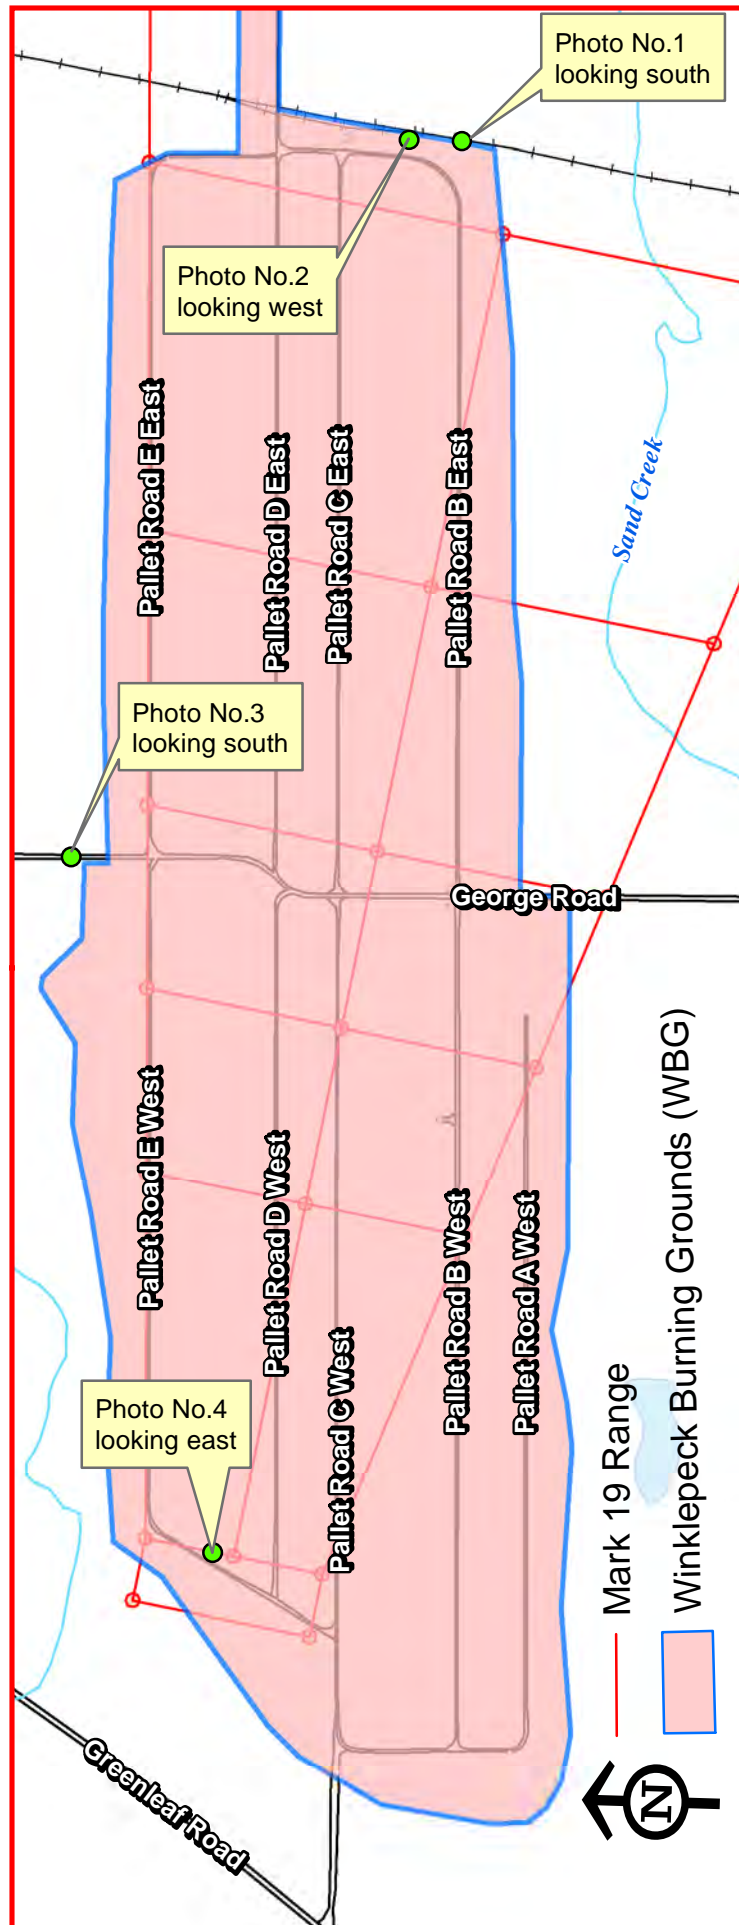 Photo No.1
looking south
Photo No.2
looking west
Pallet Road E East
Pallet Road D East
Pallet Road C East
Pallet Road B East
Sand Creek
Photo No.3
looking south
George Road
Pallet Road E West
Pallet Road D West
Pallet Road C West
Pallet Road B West
Pallet Road A West
Photo No.4
looking east
Greenleaf Road
Mark 19 Range
Winklepeck Burning Grounds (WBG)
N